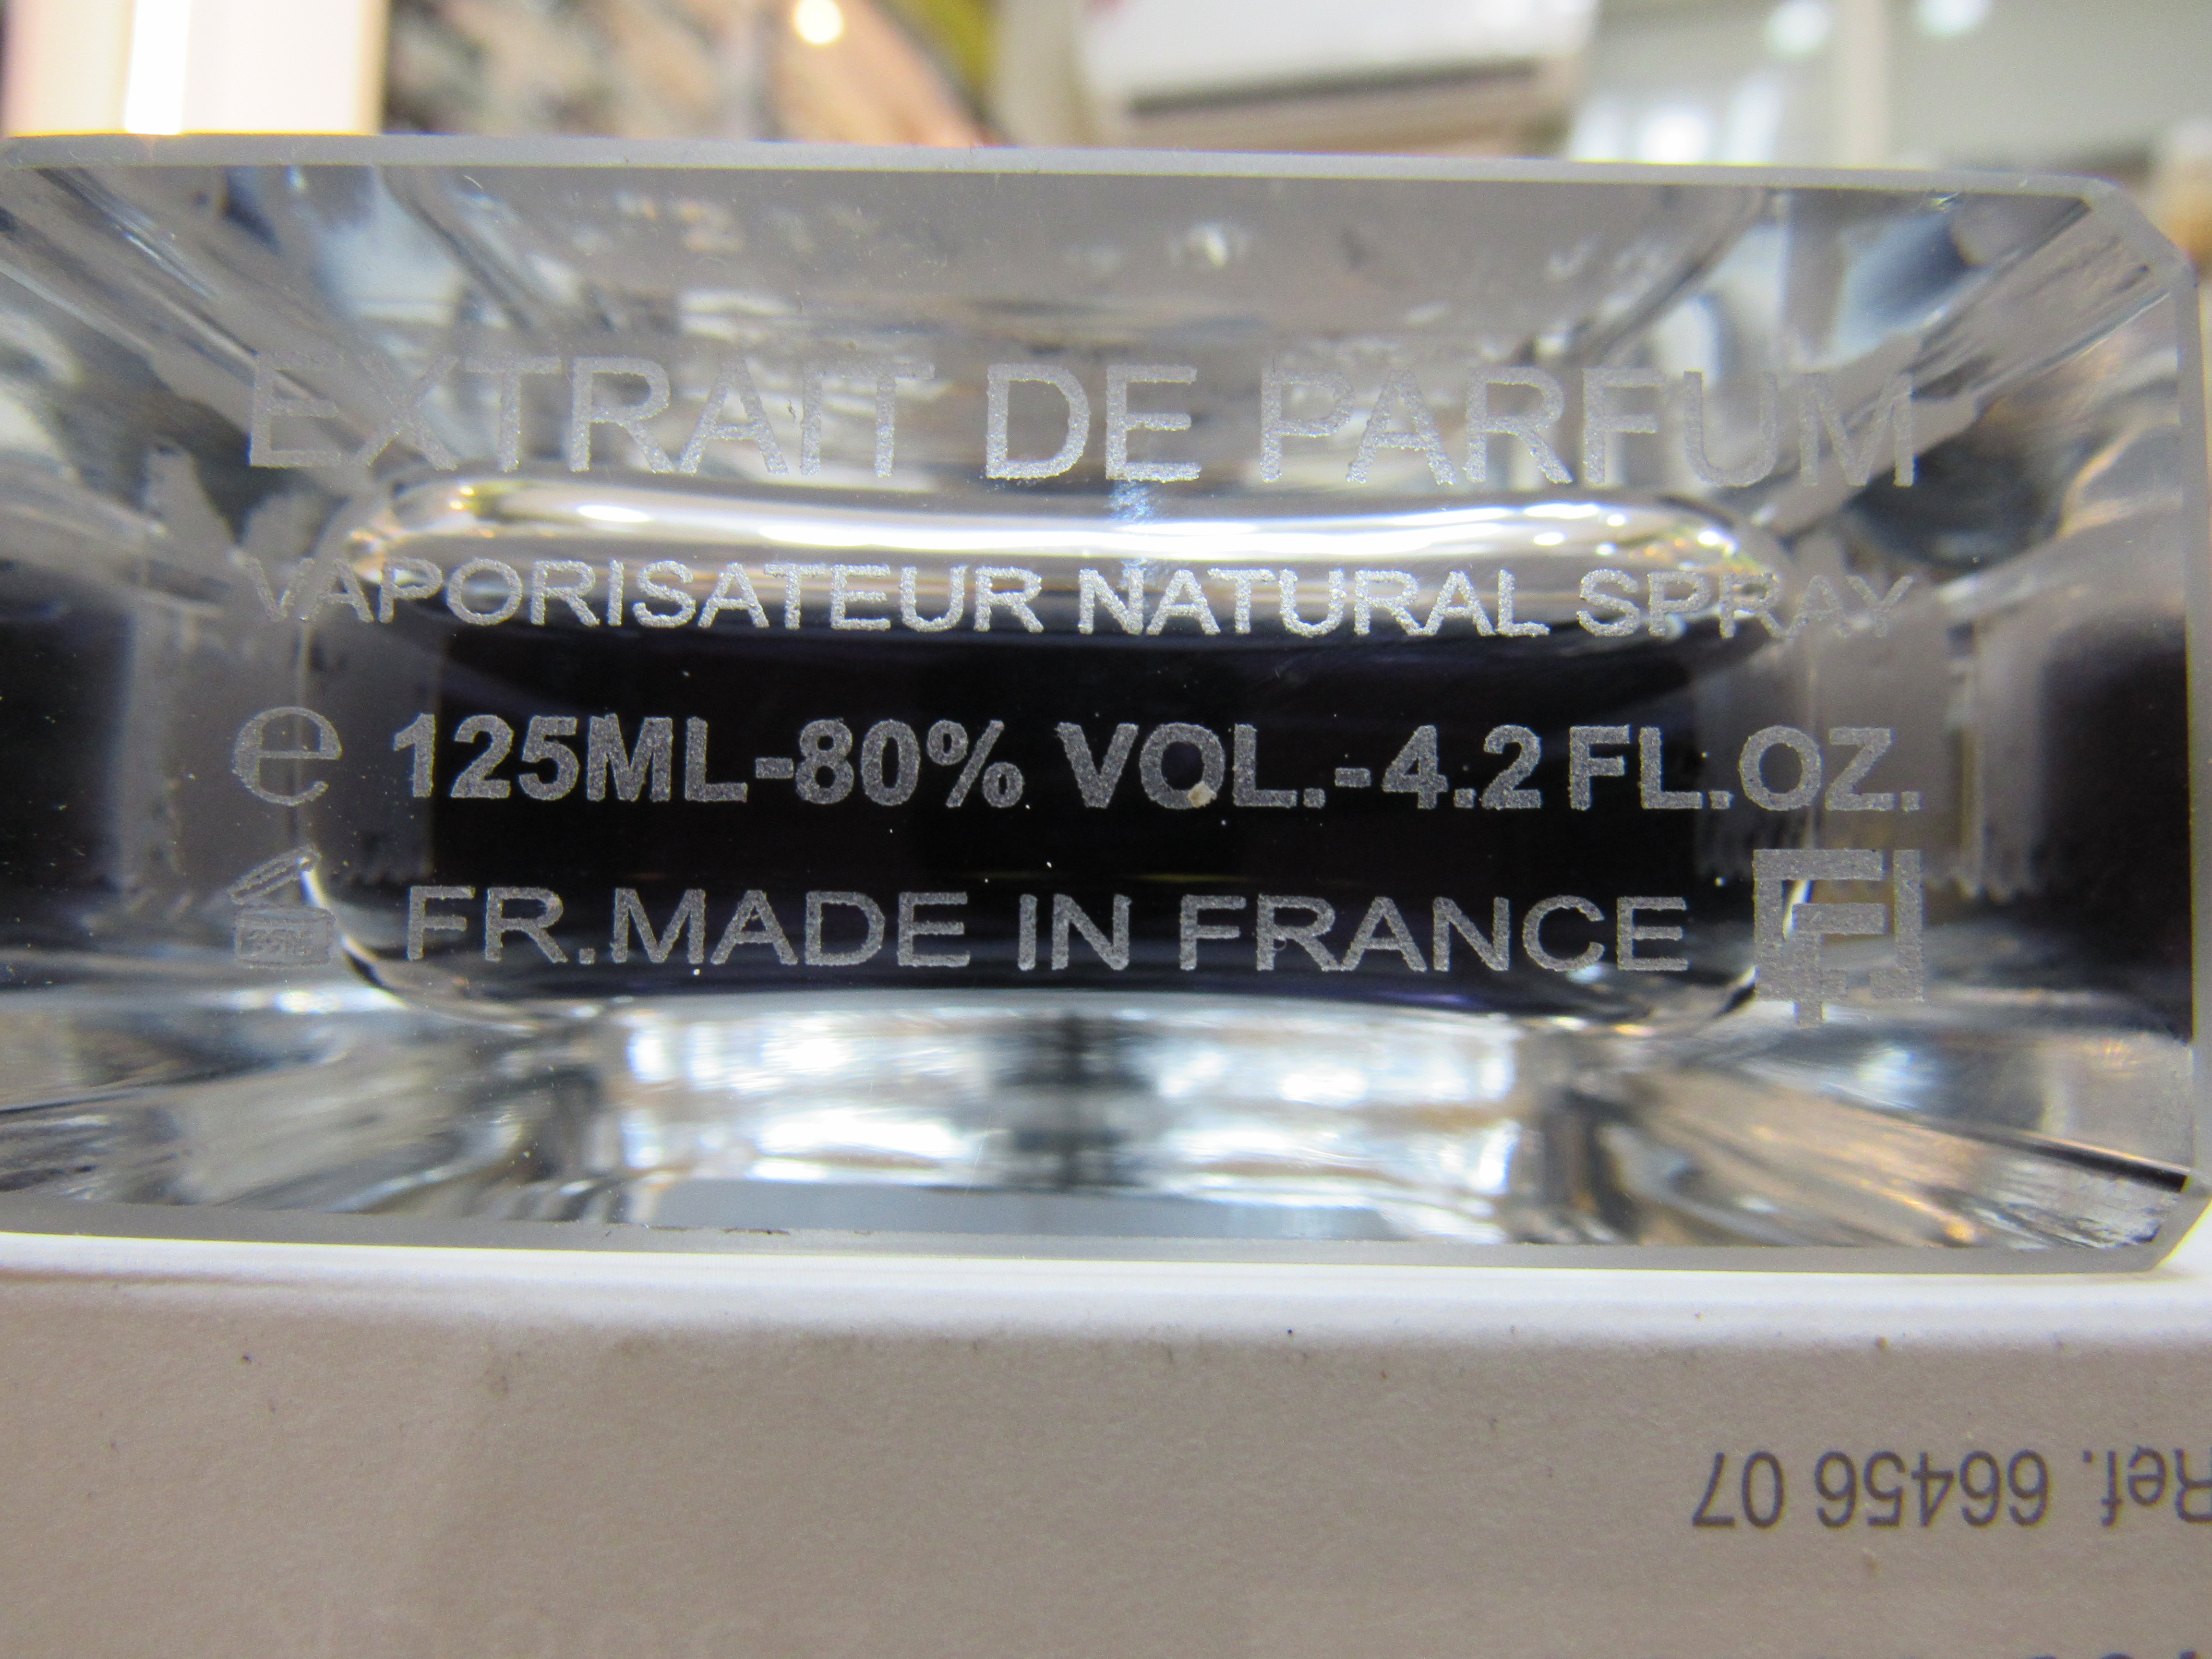 EXTRAIT DE PARFUM
VAPORISATEUR NATURAL SPRAY
e 125ML-80% VOL.-4.2 FL.OZ.
FR.MADE IN FRANCE
Ref. 66456 07